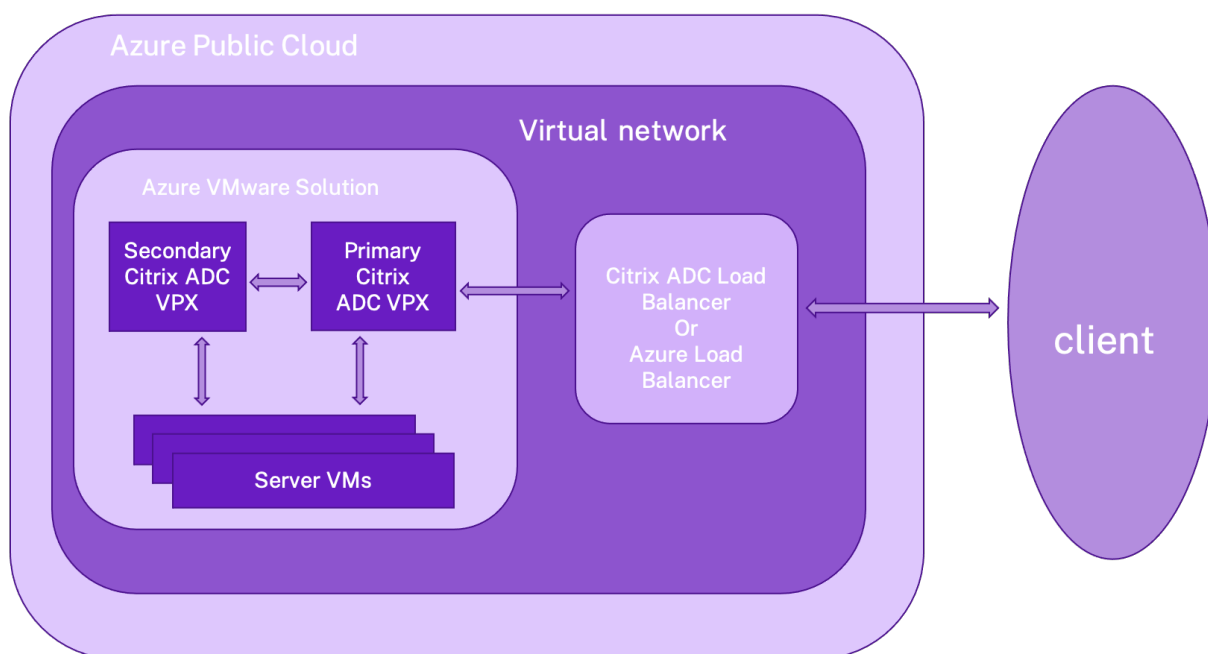 Azure Public Cloud
Virtual network
Azure VMware Solution
Secondary
Citrix ADC
VPX
Primary
Citrix
ADC VPX
Citrix ADC Load
Balancer
Or
Azure Load
Balancer
client
Server VMs